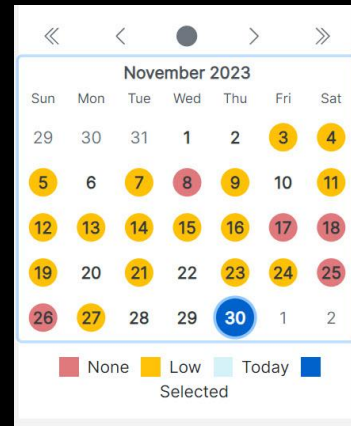 November 2023
Sun Mon Tue Wed Thu Fri Sat
29 30 31 1 2 3 4
5 6 7 8 9 10 11
12 13 14 15 16 17 18
19 20 21 22 23 24 25
26 27 28 29 30 1 2
None Low Today
Selected